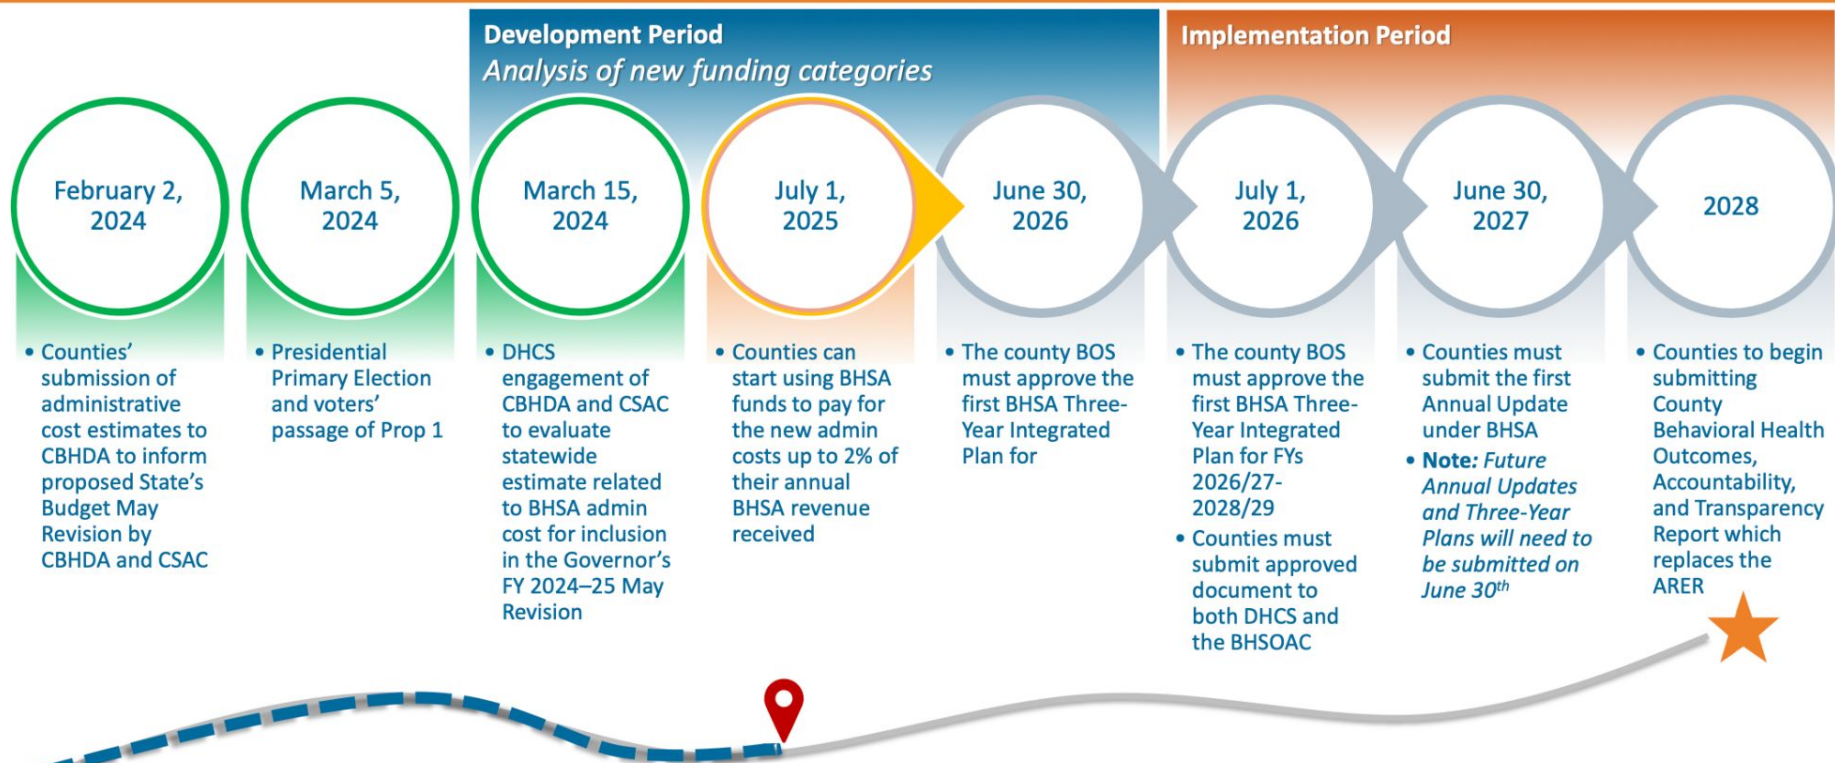 Development Period
Analysis of new funding categories
Implementation Period
February 2,
2024
• Counties’
submission of
administrative
cost estimates to
CBHDA to inform
proposed State’s
Budget May
Revision by
CBHDA and CSAC
March 5,
2024
• Presidential
Primary Election
and voters’
passage of Prop 1
March 15,
2024
• DHCS
engagement of
CBHDA and CSAC
to evaluate
statewide
estimate related
to BHSA admin
cost for inclusion
in the Governor’s
FY 2024–25 May
Revision
July 1,
2025
• Counties can
start using BHSA
funds to pay for
the new admin
costs up to 2% of
their annual
BHSA revenue
received
June 30,
2026
• The county BOS
must approve the
first BHSA Three-
Year Integrated
Plan for
July 1,
2026
• The county BOS
must approve the
first BHSA Three-
Year Integrated
Plan for FYs
2026/27-
2028/29
• Counties must
submit approved
document to
both DHCS and
the BHSOAC
June 30,
2027
• Counties must
submit the first
Annual Update
under BHSA
• Note: Future
Annual Updates
and Three-Year
Plans will need to
be submitted on
June 30th
2028
• Counties to begin
submitting
County
Behavioral Health
Outcomes,
Accountability,
and Transparency
Report which
replaces the
ARER